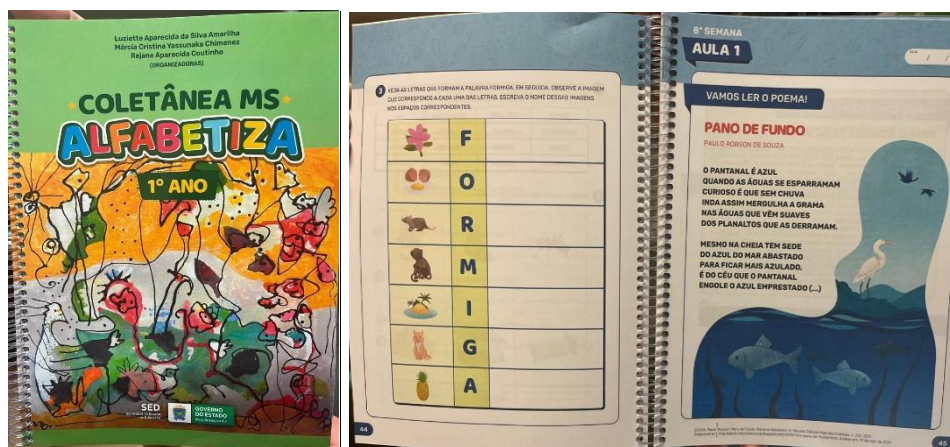 Luziette Aparecida da Silva Amarilha
Márcia Cristina Yassunaka Chimenez
Rejane Aparecida Coutinho
(ORGANIZADORAS)
COLETÂNEA MS
ALFABETIZA
1º ANO
SED
GOVERNO
DO ESTADO
3 VEJA AS LETRAS QUE FORMAM A PALAVRA FORMIGA. EM SEGUIDA, OBSERVE A IMAGEM
QUE CORRESPONDE A CADA UMA DAS LETRAS. ESCREVA O NOME DESSAS IMAGENS
NOS ESPAÇOS CORRESPONDENTES.
F
O
R
M
I
G
A
44
8ª SEMANA
AULA 1
/ /
VAMOS LER O POEMA!
PANO DE FUNDO
PAULO ROBSON DE SOUZA
O PANTANAL É AZUL
QUANDO AS ÁGUAS SE ESPARRAMAM
CURIOSO É QUE SEM CHUVA
INDA ASSIM MERGULHA A GRAMA
NAS ÁGUAS QUE VÊM SUAVES
DOS PLANALTOS QUE AS DERRAMAM.
MESMO NA CHEIA TEM SEDE
DO AZUL DO MAR ABASTADO
PARA FICAR MAIS AZULADO,
É DO CÉU QUE O PANTANAL
ENGOLE O AZUL EMPRESTADO (...)
45